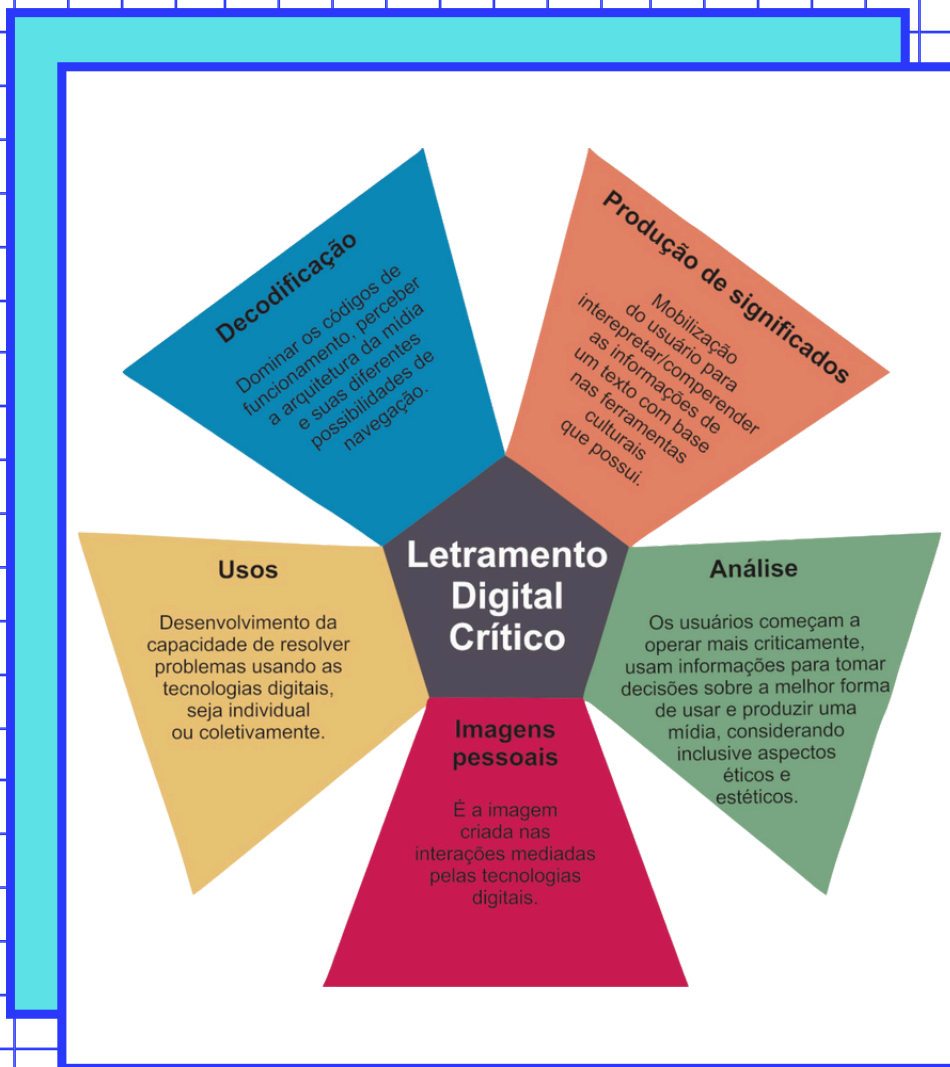 Decodificação
Dominar os códigos de
funcionamento, perceber
a arquitetura da mídia
e suas diferentes
possibilidades de
navegação.
Produção de significados
Mobilização
do usuário para
interepretar/comperender
as informações de
um texto com base
nas ferramentas
culturais
que possui.
Letramento
Digital
Crítico
Usos
Desenvolvimento da
capacidade de resolver
problemas usando as
tecnologias digitais,
seja individual
ou coletivamente.
Análise
Os usuários começam a
operar mais criticamente,
usam informações para tomar
decisões sobre a melhor forma
de usar e produzir uma
mídia, considerando
inclusive aspectos
éticos e
estéticos.
Imagens
pessoais
É a imagem
criada nas
interações mediadas
pelas tecnologias
digitais.